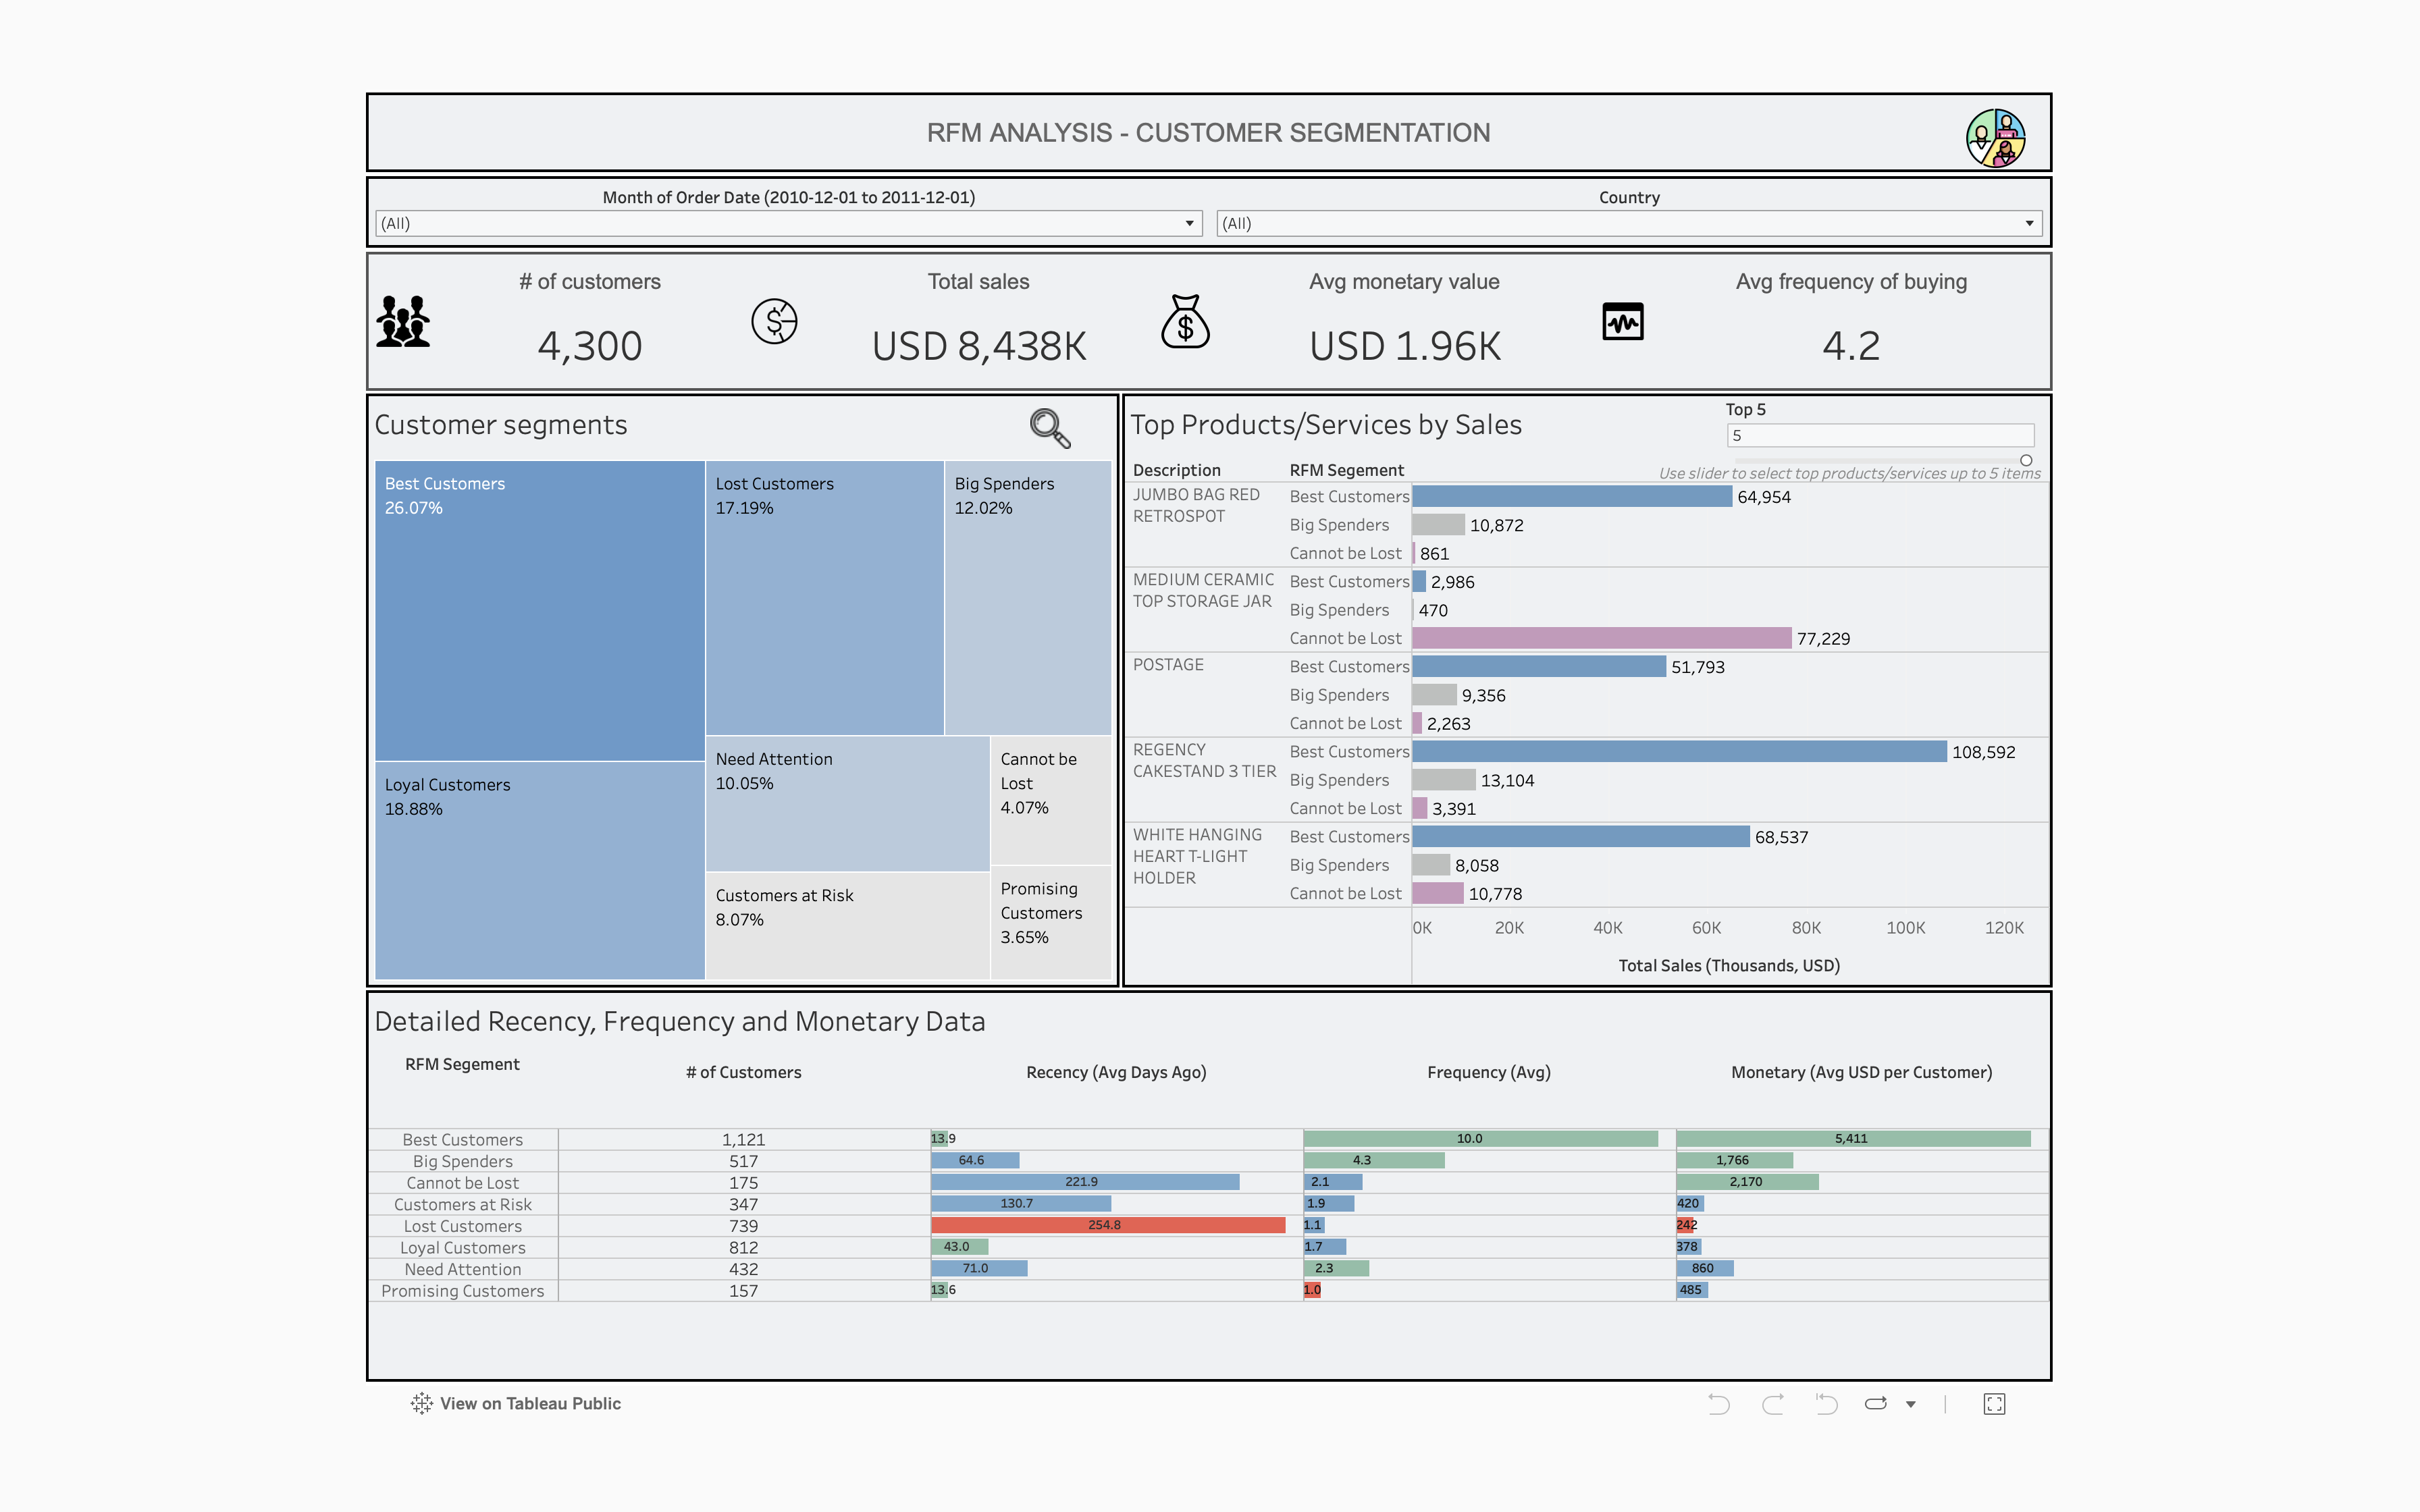 RFM ANALYSIS - CUSTOMER SEGMENTATION
Month of Order Date (2010-12-01 to 2011-12-01)
(All)
Country
(All)
# of customers
4,300
Total sales
USD 8,438K
Avg monetary value
USD 1.96K
Avg frequency of buying
4.2
Customer segments
Best Customers
26.07%
Lost Customers
17.19%
Big Spenders
12.02%
Loyal Customers
18.88%
Need Attention
10.05%
Cannot be
Lost
4.07%
Customers at Risk
8.07%
Promising
Customers
3.65%
Top Products/Services by Sales
Top 5
5
Use slider to select top products/services up to 5 items
Description RFM Segement
JUMBO BAG RED
RETROSPOT
Best Customers 64,954
Big Spenders 10,872
Cannot be Lost 861
MEDIUM CERAMIC
TOP STORAGE JAR
Best Customers 2,986
Big Spenders 470
Cannot be Lost 77,229
POSTAGE
Best Customers 51,793
Big Spenders 9,356
Cannot be Lost 2,263
REGENCY
CAKESTAND 3 TIER
Best Customers 108,592
Big Spenders 13,104
Cannot be Lost 3,391
WHITE HANGING
HEART T-LIGHT
HOLDER
Best Customers 68,537
Big Spenders 8,058
Cannot be Lost 10,778
0K 20K 40K 60K 80K 100K 120K
Total Sales (Thousands, USD)
Detailed Recency, Frequency and Monetary Data
RFM Segement # of Customers Recency (Avg Days Ago) Frequency (Avg) Monetary (Avg USD per Customer)
Best Customers 1,121 13.9 10.0 5,411
Big Spenders 517 64.6 4.3 1,766
Cannot be Lost 175 221.9 2.1 2,170
Customers at Risk 347 130.7 1.9 420
Lost Customers 739 254.8 1.1 242
Loyal Customers 812 43.0 1.7 378
Need Attention 432 71.0 2.3 860
Promising Customers 157 13.6 1.0 485
View on Tableau Public